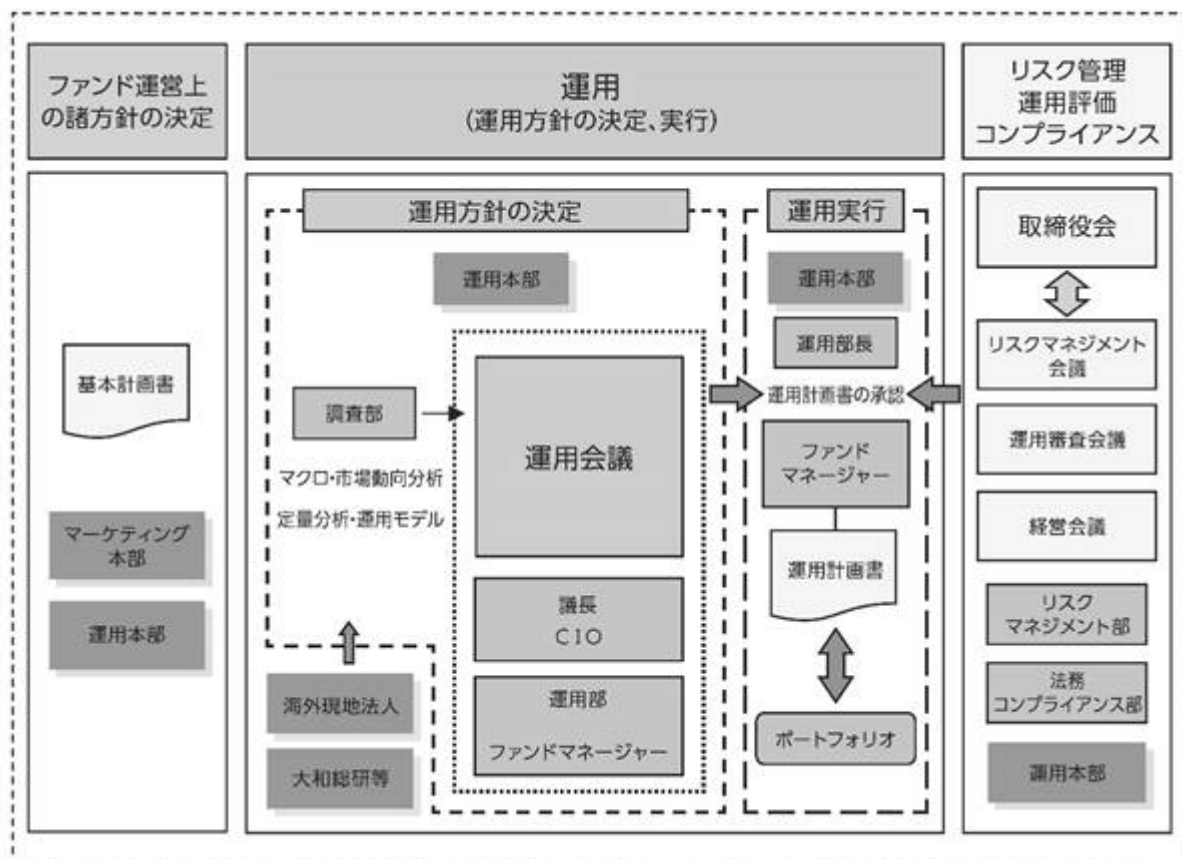 ファンド運営上
の諸方針の決定
運用
(運用方針の決定、実行)
リスク管理
運用評価
コンプライアンス
基本計画書
マーケティング
本部
運用本部
運用方針の決定
運用本部
調査部
マクロ・市場動向分析
定量分析・運用モデル
海外現地法人
大和総研等
運用会議
議長
CIO
運用部
ファンドマネージャー
運用実行
運用本部
運用部長
運用計画書の承認
ファンド
マネージャー
運用計画書
ポートフォリオ
取締役会
リスクマネジメント
会議
運用審査会議
経営会議
リスク
マネジメント部
法務
コンプライアンス部
運用本部